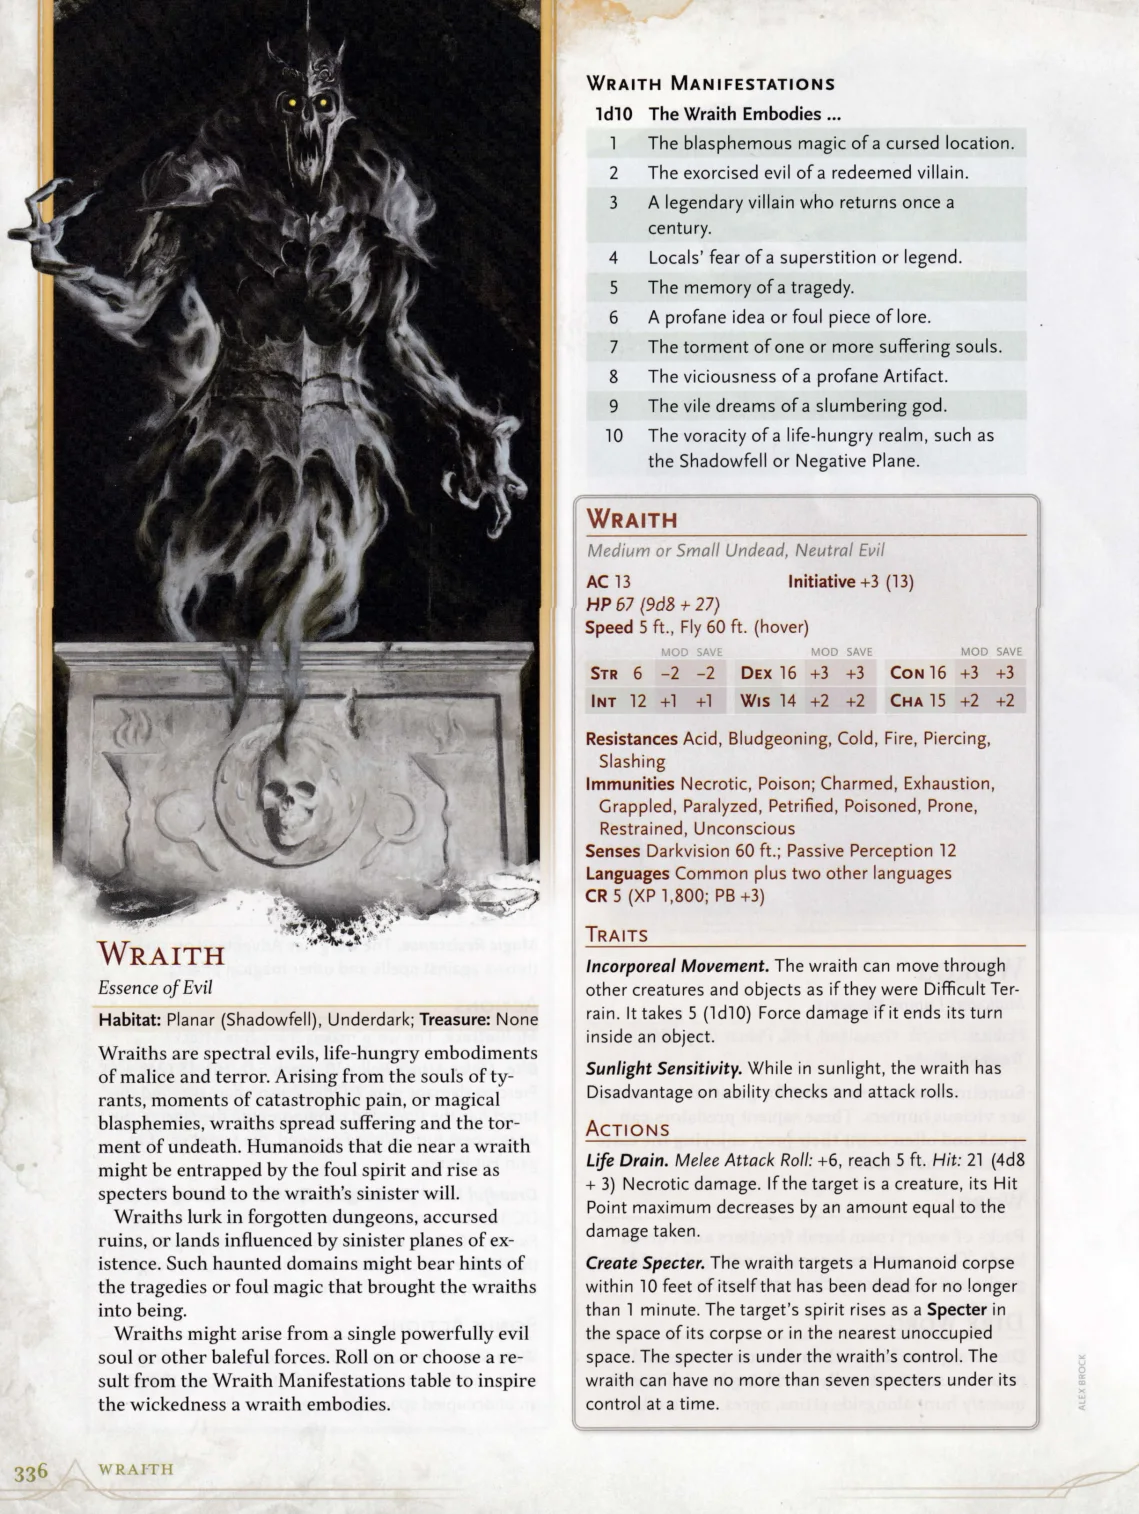 WRAITH
Essence of Evil
Habitat: Planar (Shadowfell), Underdark; Treasure: None
Wraiths are spectral evils, life-hungry embodiments
of malice and terror. Arising from the souls of ty-
rants, moments of catastrophic pain, or magical
blasphemies, wraiths spread suffering and the tor-
ment of undeath. Humanoids that die near a wraith
might be entrapped by the foul spirit and rise as
specters bound to the wraith's sinister will.
Wraiths lurk in forgotten dungeons, accursed
ruins, or lands influenced by sinister planes of ex-
istence. Such haunted domains might bear hints of
the tragedies or foul magic that brought the wraiths
into being.
Wraiths might arise from a single powerfully evil
soul or other baleful forces. Roll on or choose a re-
sult from the Wraith Manifestations table to inspire
the wickedness a wraith embodies.
WRAITH MANIFESTATIONS
1d10 The Wraith Embodies ...
1 The blasphemous magic of a cursed location.
2 The exorcised evil of a redeemed villain.
3 A legendary villain who returns once a
century.
4 Locals' fear of a superstition or legend.
5 The memory of a tragedy.
6 A profane idea or foul piece of lore.
7 The torment of one or more suffering souls.
8 The viciousness of a profane Artifact.
9 The vile dreams of a slumbering god.
10 The voracity of a life-hungry realm, such as
the Shadowfell or Negative Plane.
WRAITH
Medium or Small Undead, Neutral Evil
AC 13 Initiative +3 (13)
HP 67 (9d8 + 27)
Speed 5 ft., Fly 60 ft. (hover)
MOD SAVE MOD SAVE MOD SAVE
STR 6 −2 −2 DEX 16 +3 +3 CON 16 +3 +3
INT 12 +1 +1 WIS 14 +2 +2 CHA 15 +2 +2
Resistances Acid, Bludgeoning, Cold, Fire, Piercing,
Slashing
Immunities Necrotic, Poison; Charmed, Exhaustion,
Grappled, Paralyzed, Petrified, Poisoned, Prone,
Restrained, Unconscious
Senses Darkvision 60 ft.; Passive Perception 12
Languages Common plus two other languages
CR 5 (XP 1,800; PB +3)
TRAITS
Incorporeal Movement. The wraith can move through
other creatures and objects as if they were Difficult Ter-
rain. It takes 5 (1d10) Force damage if it ends its turn
inside an object.
Sunlight Sensitivity. While in sunlight, the wraith has
Disadvantage on ability checks and attack rolls.
ACTIONS
Life Drain. Melee Attack Roll: +6, reach 5 ft. Hit: 21 (4d8
+ 3) Necrotic damage. If the target is a creature, its Hit
Point maximum decreases by an amount equal to the
damage taken.
Create Specter. The wraith targets a Humanoid corpse
within 10 feet of itself that has been dead for no longer
than 1 minute. The target's spirit rises as a Specter in
the space of its corpse or in the nearest unoccupied
space. The specter is under the wraith's control. The
wraith can have no more than seven specters under its
control at a time.
ALEX BROCK
336 WRAITH